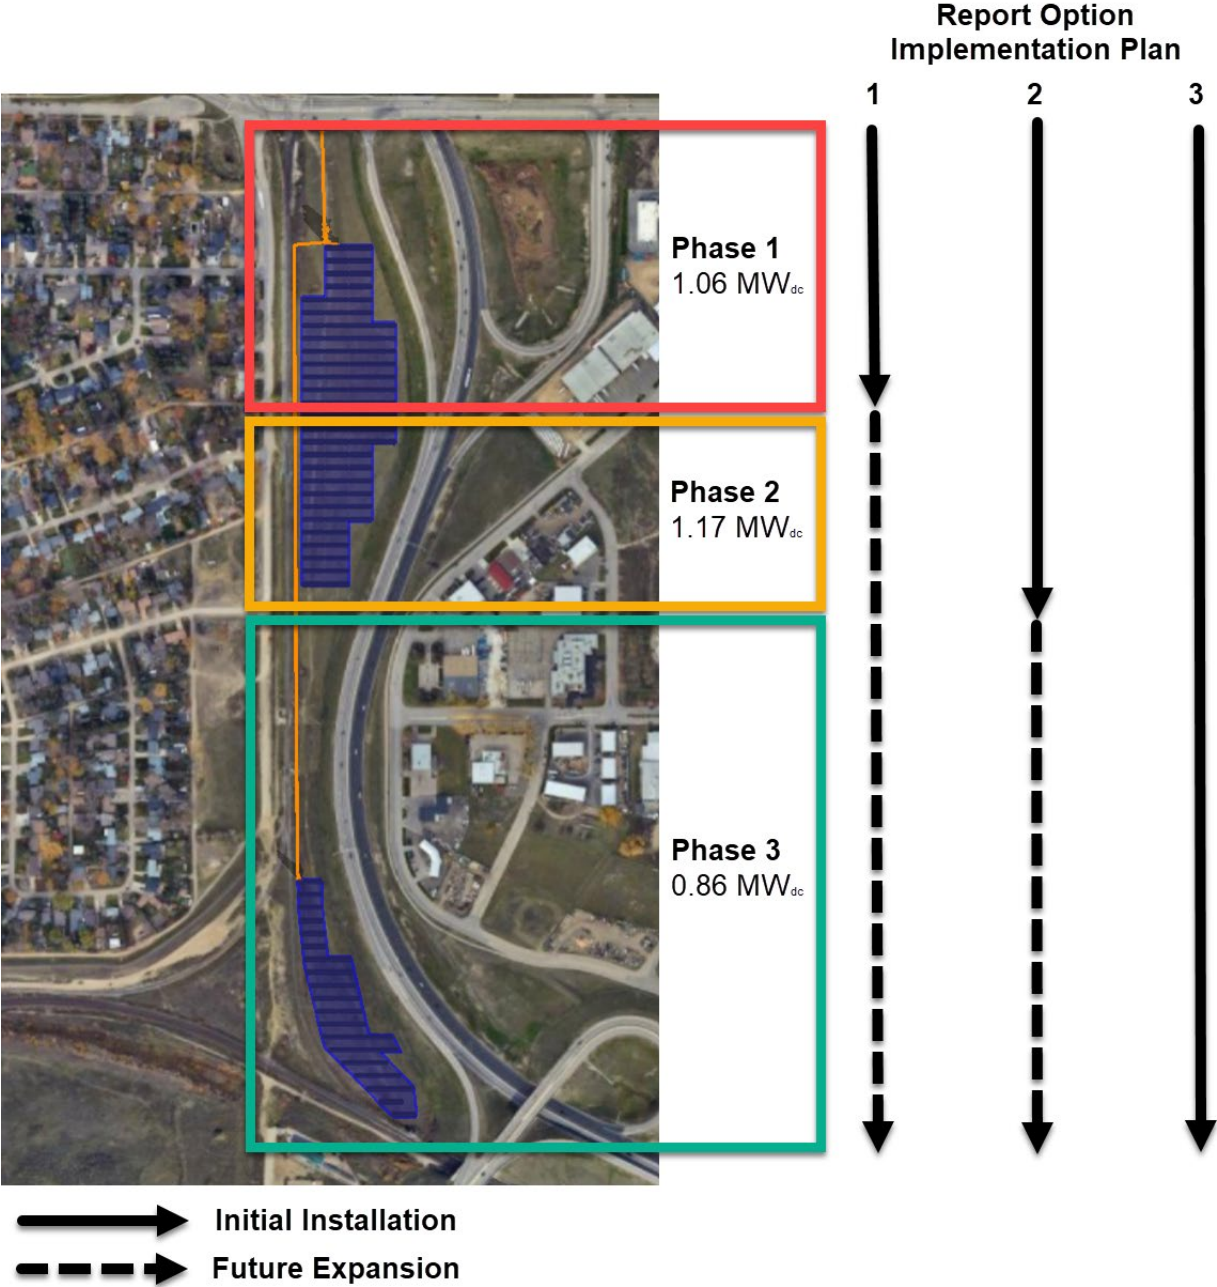 Report Option
Implementation Plan
1 2 3
Phase 1
1.06 MWdc
Phase 2
1.17 MWdc
Phase 3
0.86 MWdc
Initial Installation
Future Expansion